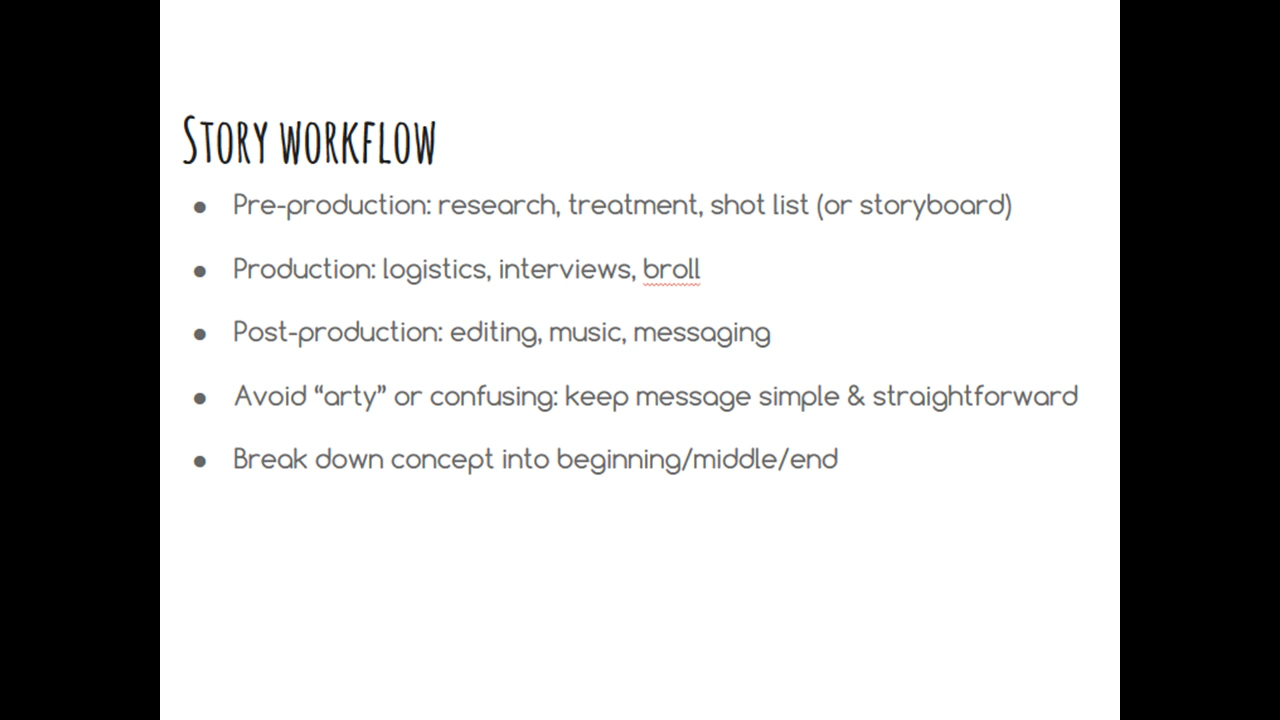 Story workflow
● Pre-production: research, treatment, shot list (or storyboard)
● Production: logistics, interviews, broll
● Post-production: editing, music, messaging
● Avoid “arty” or confusing: keep message simple & straightforward
● Break down concept into beginning/middle/end